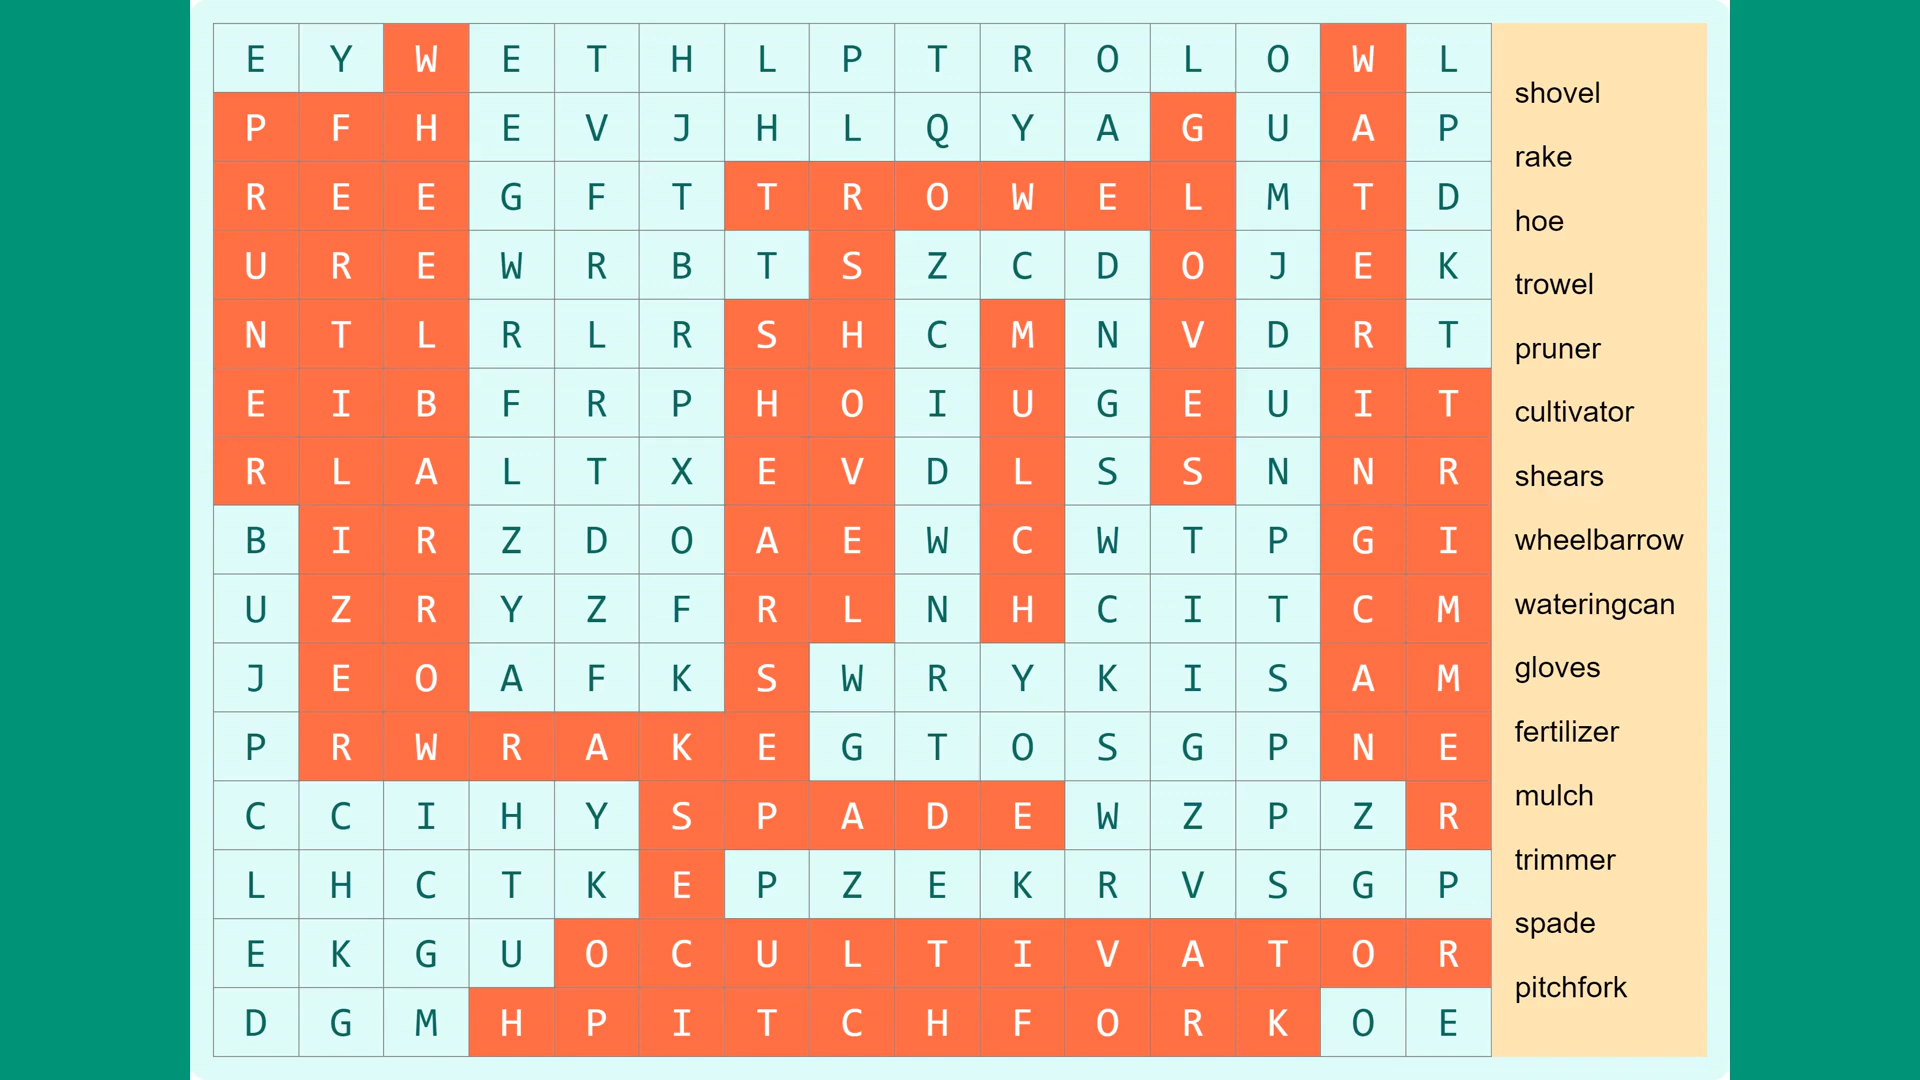 E Y W E T H L P T R O L O W L
P F H E V J H L Q Y A G U A P
R E E G F T T R O W E L M T D
U R E W R B T S Z C D O J E K
N T L R L R S H C M N V D R T
E I B F R P H O I U G E U I T
R L A L T X E V D L S S N N R
B I R Z D O A E W C W T P G I
U Z R Y Z F R L N H C I T C M
J E O A F K S W R Y K I S A M
P R W R A K E G T O S G P N E
C C I H Y S P A D E W Z P Z R
L H C T K E P Z E K R V S G P
E K G U O C U L T I V A T O R
D G M H P I T C H F O R K O E
shovel
rake
hoe
trowel
pruner
cultivator
shears
wheelbarrow
wateringcan
gloves
fertilizer
mulch
trimmer
spade
pitchfork